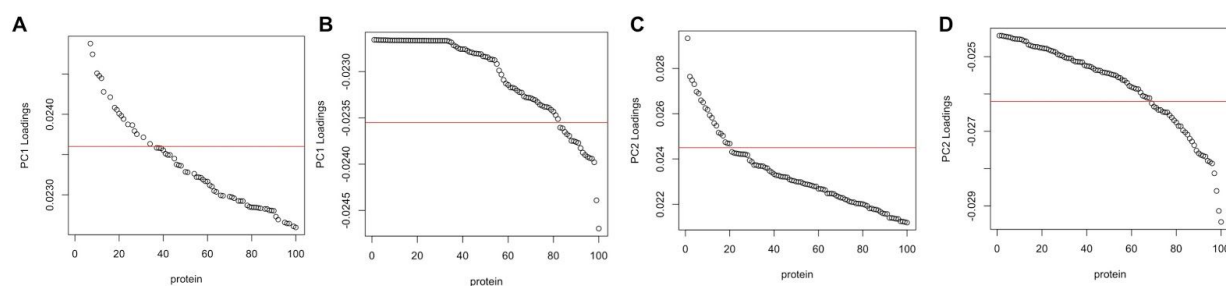 A
PC1 Loadings
0.0240
0.0230
0 20 40 60 80 100
protein
B
PC1 Loadings
-0.0230
-0.0235
-0.0240
-0.0245
0 20 40 60 80 100
protein
C
PC2 Loadings
0.028
0.026
0.024
0.022
0 20 40 60 80 100
protein
D
PC2 Loadings
-0.025
-0.027
-0.029
0 20 40 60 80 100
protein